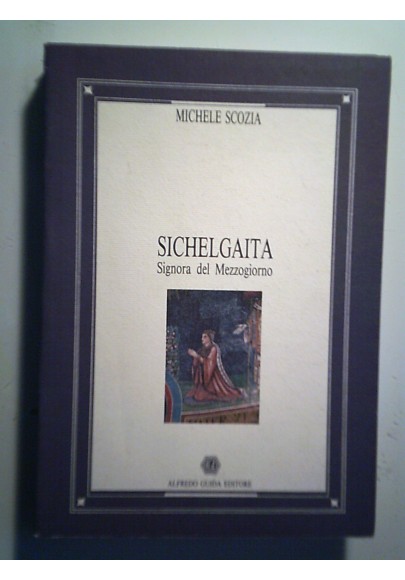 MICHELE SCOZIA
SICHELGAITA
Signora del Mezzogiorno
ALFREDO GUIDA EDITORE